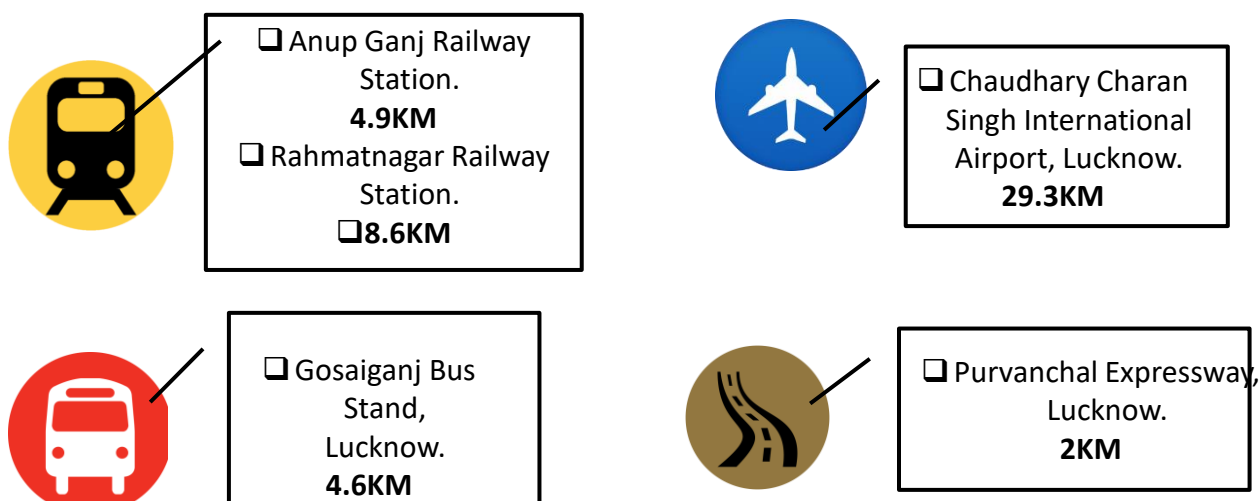 ❑ Anup Ganj Railway
Station.
4.9KM
❑ Rahmatnagar Railway
Station.
❑8.6KM
❑ Chaudhary Charan
Singh International
Airport, Lucknow.
29.3KM
❑ Gosaiganj Bus
Stand,
Lucknow.
4.6KM
❑ Purvanchal Expressway,
Lucknow.
2KM